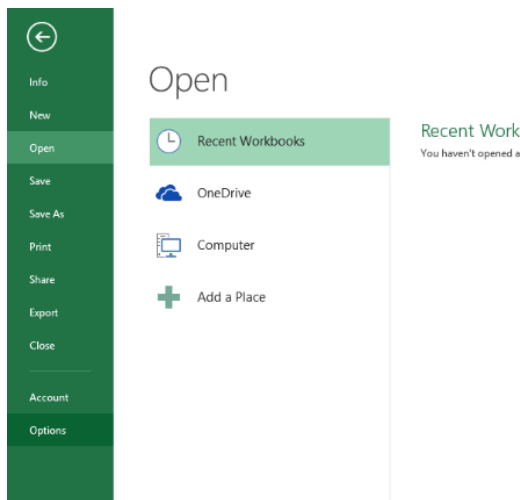 Info
New
Open
Save
Save As
Print
Share
Export
Close
Account
Options
Open
Recent Workbooks
OneDrive
Computer
Add a Place
Recent Work
You haven't opened a